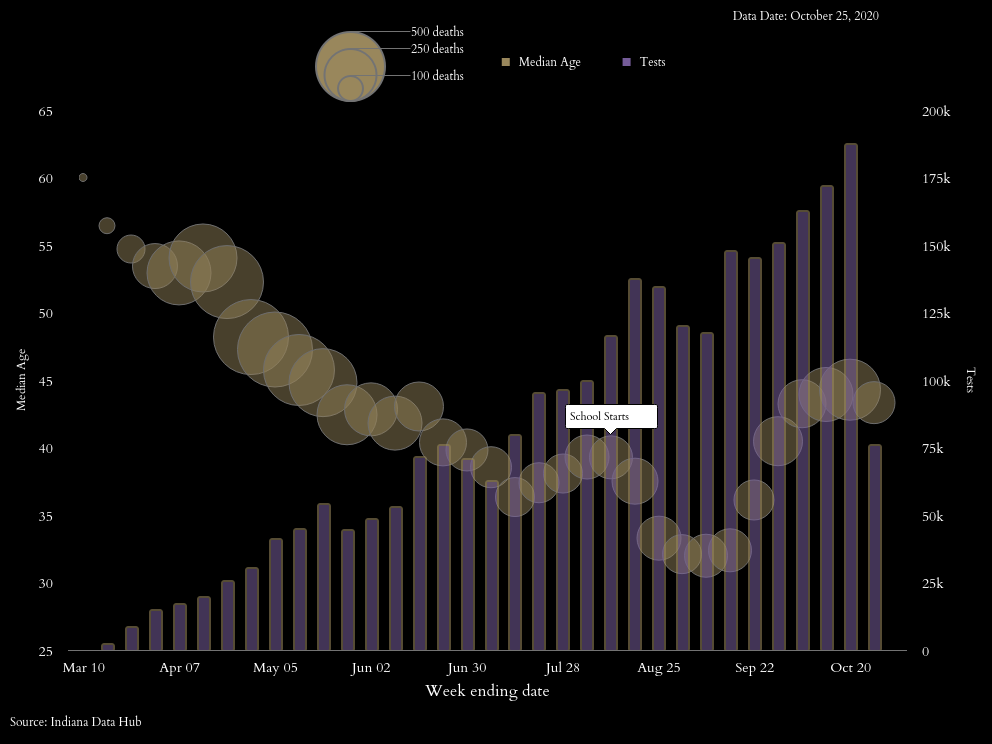 Data Date: October 25, 2020
500 deaths
250 deaths
100 deaths
Median Age
Tests
65
60
55
50
45
40
35
30
25
200k
175k
150k
125k
100k
75k
50k
25k
0
Median Age
Tests
School Starts
Mar 10
Apr 07
May 05
Jun 02
Jun 30
Jul 28
Aug 25
Sep 22
Oct 20
Week ending date
Source: Indiana Data Hub